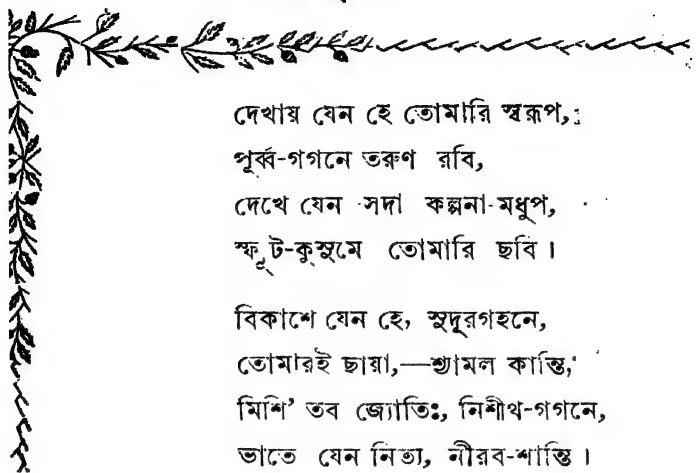 দেখায় যেন হে তোমারি স্বরূপ,
পূর্ব্ব-গগনে তরুণ রবি,
দেখে যেন সদা কল্পনা-মধুপ,
স্ফূট-কুসুমে তোমারি ছবি।
বিকাশে যেন হে, সুদূরগহনে,
তোমারই ছায়া,—শ্যামল কান্তি,
মিশি’ তব জ্যোতিঃ, নিশীথ-গগনে,
ভাতে যেন নিত্য, নীরব-শান্তি।